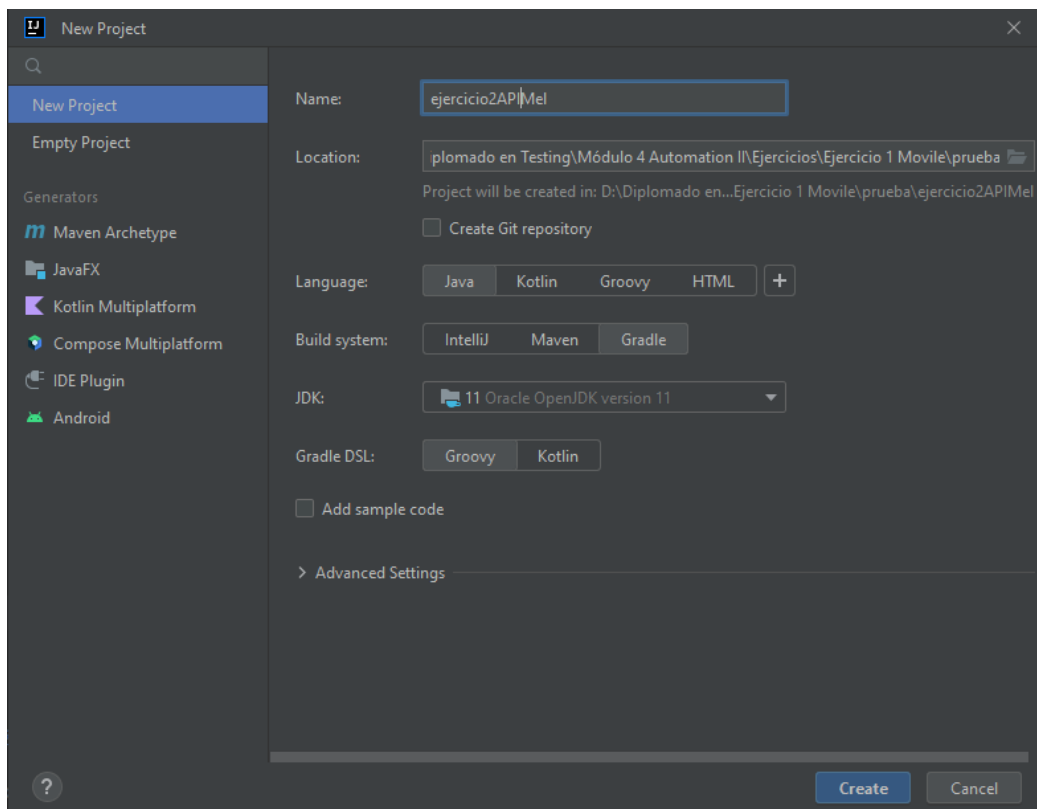 New Project
New Project
Empty Project
Generators
Maven Archetype
JavaFX
Kotlin Multiplatform
Compose Multiplatform
IDE Plugin
Android
Name: ejercicio2APIMel
Location: plomado en Testing\Módulo 4 Automation II\Ejercicios\Ejercicio 1 Movile\prueba
Project will be created in: D:\Diplomado en...Ejercicio 1 Movile\prueba\ejercicio2APIMel
Create Git repository
Language: Java Kotlin Groovy HTML +
Build system: IntelliJ Maven Gradle
JDK: 11 Oracle OpenJDK version 11
Gradle DSL: Groovy Kotlin
Add sample code
Advanced Settings
? Create Cancel